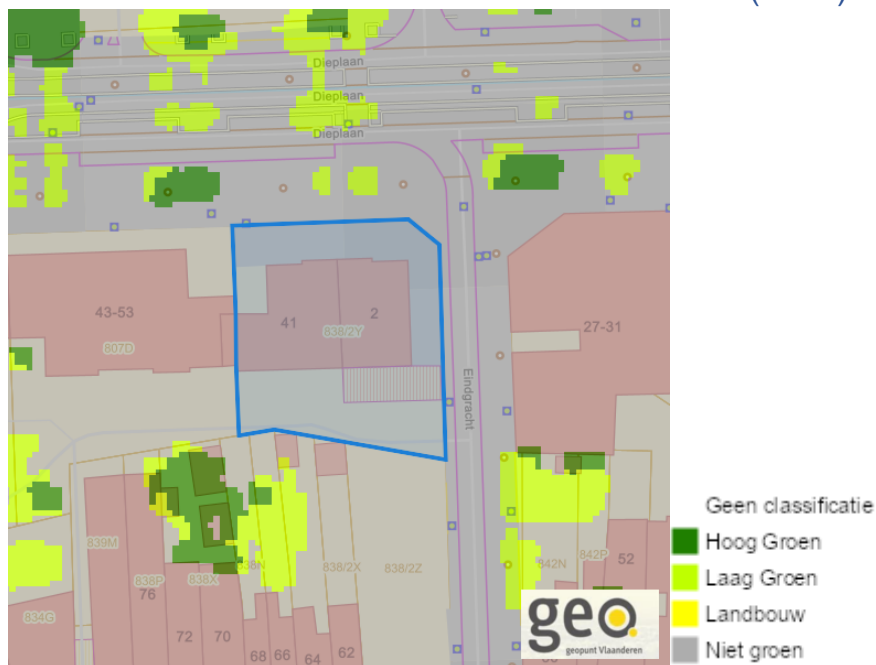 Dieplaan
Dieplaan
Dieplaan
43-53
807D
41
2
838/2Y
27-31
Eindgracht
839M
838P
838X
838N
838/2X
838/2Z
842N
842P
52
834G
76
72
70
68
66
64
62
geo
geopunt Vlaanderen
Geen classificatie
Hoog Groen
Laag Groen
Landbouw
Niet groen